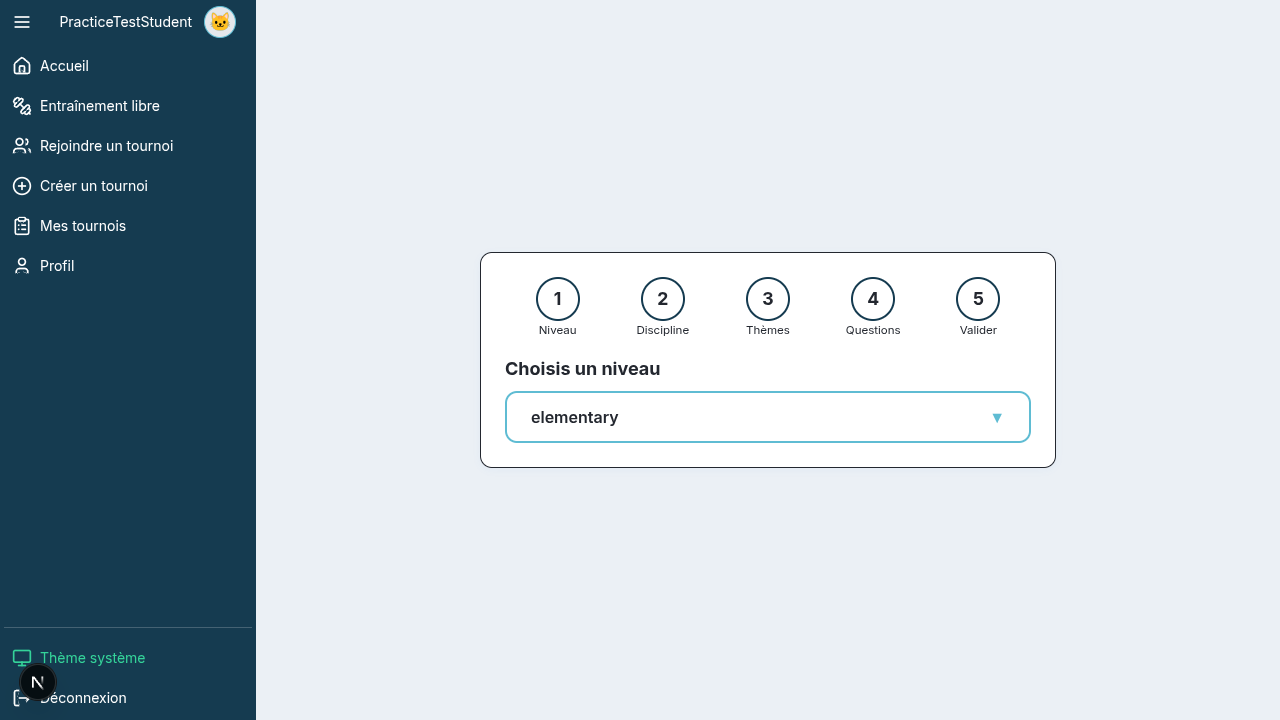 PracticeTestStudent
Accueil
Entraînement libre
Rejoindre un tournoi
Créer un tournoi
Mes tournois
Profil
Thème système
N
Déconnexion
1 2 3 4 5
Niveau Discipline Thèmes Questions Valider
Choisis un niveau
elementary